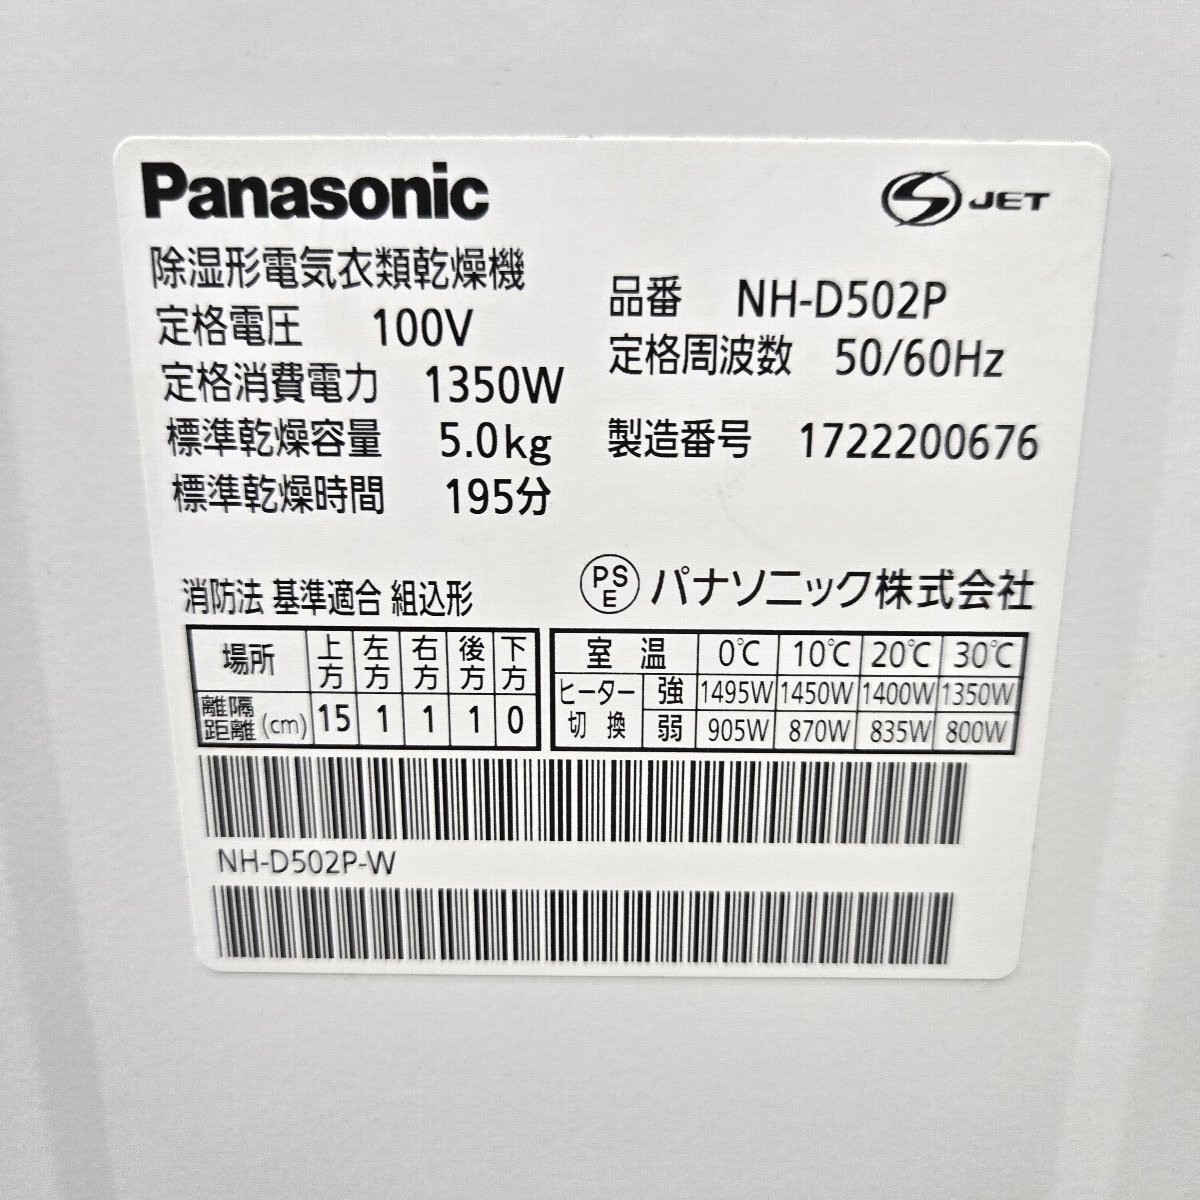 Panasonic
S JET
除湿形電気衣類乾燥機
品番 NH-D502P
定格電圧 100V
定格周波数 50/60Hz
定格消費電力 1350W
標準乾燥容量 5.0kg
製造番号 1722200676
標準乾燥時間 195分
消防法 基準適合 組込形
PSE パナソニック株式会社
場所 上方 左方 右方 後方 下方
離隔距離(cm) 15 1 1 1 0
室温 0℃ 10℃ 20℃ 30℃
ヒーター切換 強 1495W 1450W 1400W 1350W
弱 905W 870W 835W 800W
NH-D502P-W